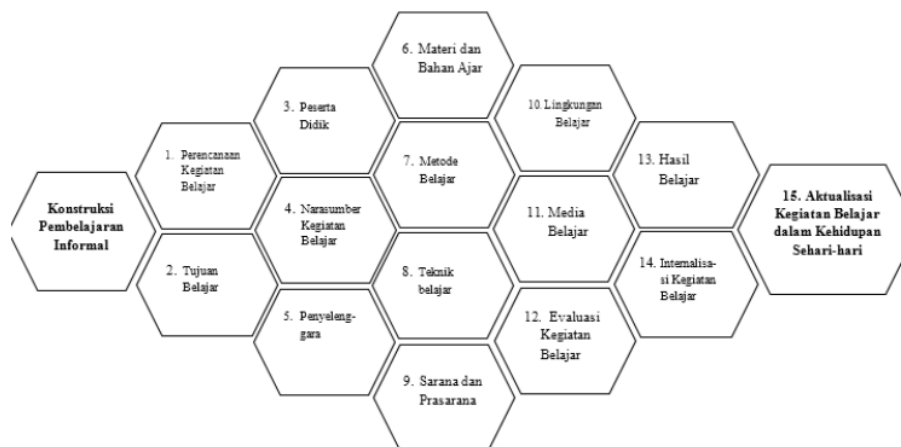 Konstruksi
Pembelajaran
Informal
1. Perencanaan
Kegiatan
Belajar
2. Tujuan
Belajar
3. Peserta
Didik
4. Narasumber
Kegiatan
Belajar
5. Penyeleng-
gara
6. Materi dan
Bahan Ajar
7. Metode
Belajar
8. Teknik
belajar
9. Sarana dan
Prasarana
10. Lingkungan
Belajar
11. Media
Belajar
12. Evaluasi
Kegiatan
Belajar
13. Hasil
Belajar
14. Internalisa-
si Kegiatan
Belajar
15. Aktualisasi
Kegiatan Belajar
dalam Kehidupan
Sehari-hari